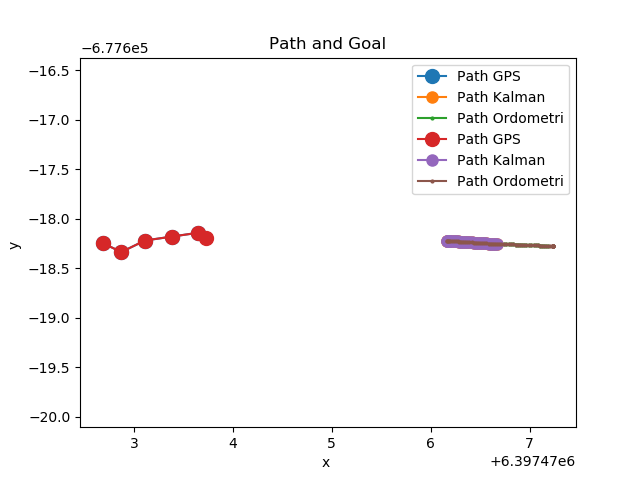 Path and Goal
−6.776e5
−16.5
−17.0
−17.5
−18.0
−18.5
−19.0
−19.5
−20.0
y
Path GPS
Path Kalman
Path Ordometri
Path GPS
Path Kalman
Path Ordometri
3 4 5 6 7
x
+6.39747e6